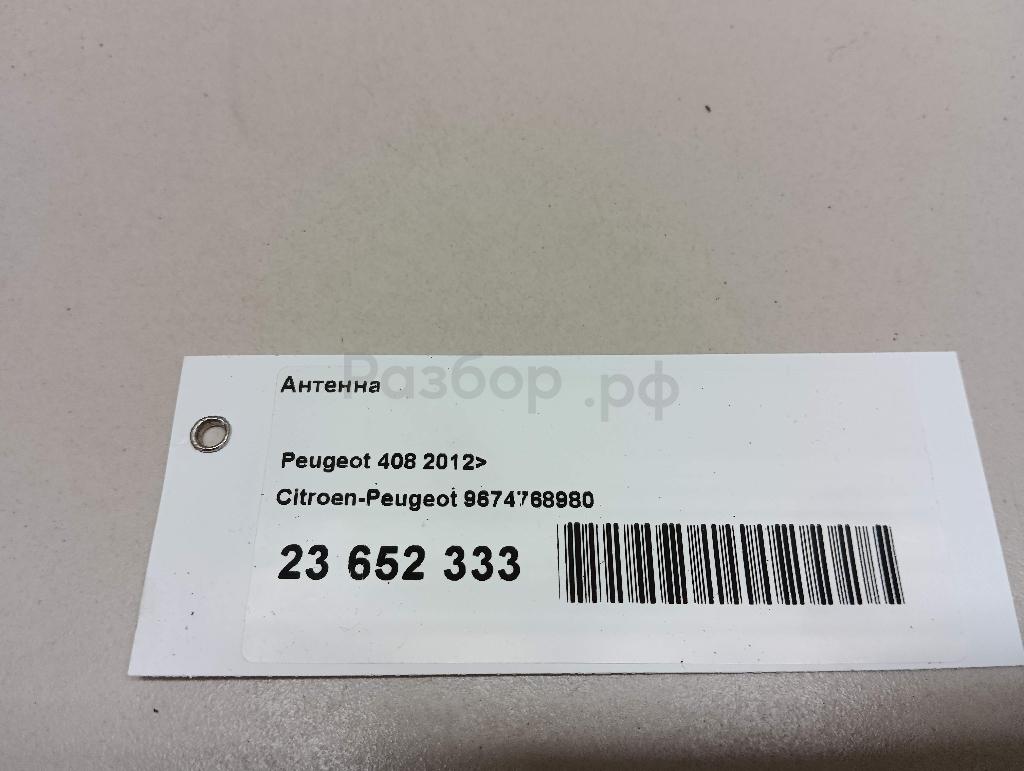 Разбор.рф
Антенна
Peugeot 408 2012>
Citroen-Peugeot 9674768980
23 652 333